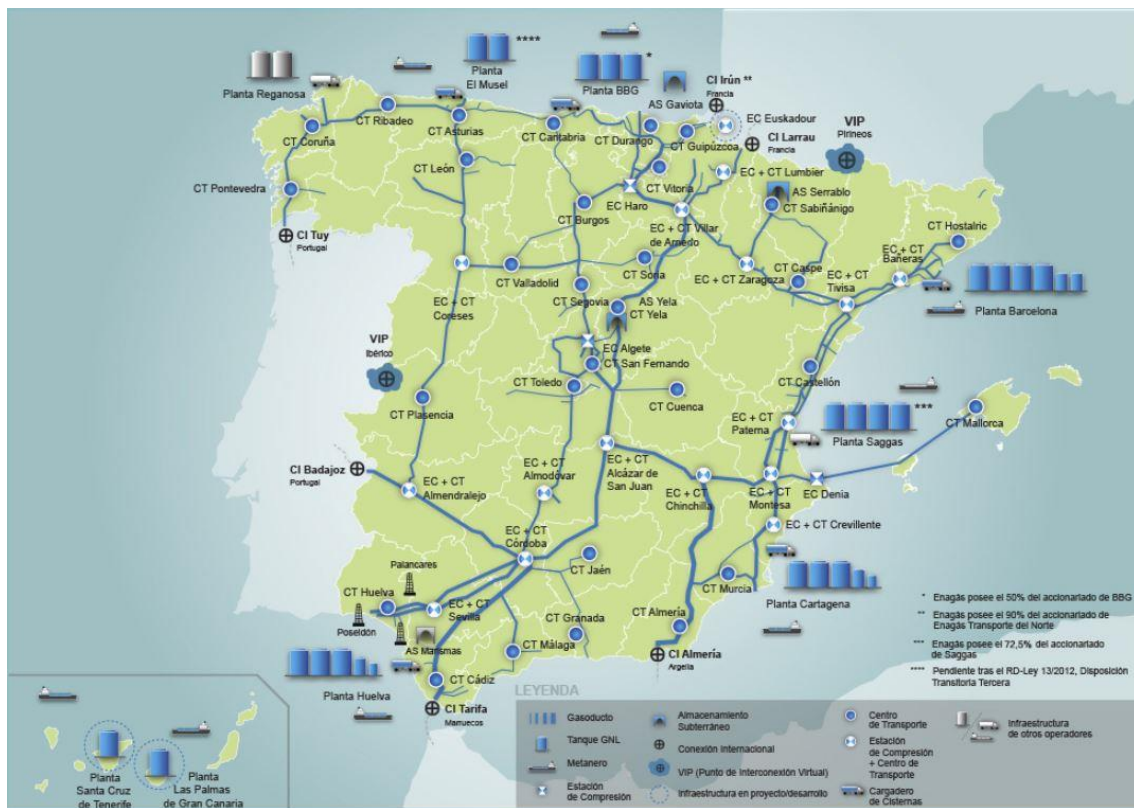 ****
Planta
El Musel
*
Planta BBG
Planta Reganosa
AS Gaviota
CI Irún **
Francia
EC Euskadour
VIP
Pirineos
CI Larrau
Francia
CT Ribadeo
CT Asturias
CT Cantabria
CT Durango
CT Guipúzcoa
CT Coruña
CT León
CT Vitoria
EC + CT Lumbier
AS Serrablo
CT Sabiñánigo
CT Pontevedra
CT Burgos
EC Haro
CT Hostalric
CI Tuy
Portugal
EC + CT Villar
de Arnedo
EC + CT
Bañeras
CT Valladolid
CT Soria
EC + CT Zaragoza
CT Caspe
EC + CT
Tivisa
EC + CT
Coreses
CT Segovia
AS Yela
CT Yela
Planta Barcelona
VIP
Ibérico
EC Algete
CT San Fernando
CT Toledo
CT Castellón
CT Plasencia
CT Cuenca
EC + CT
Paterna
***
Planta Saggas
CT Mallorca
CI Badajoz
Portugal
EC + CT
Almendralejo
EC + CT
Almodóvar
EC + CT
Alcázar de
San Juan
EC + CT
Chinchilla
EC + CT
Montesa
EC Denia
EC + CT Crevillente
EC + CT
Córdoba
CT Jaén
Palancares
CT Huelva
CT Murcia
Planta Cartagena
EC + CT
Sevilla
CT Granada
CT Almería
Poseidón
AS Marismas
CT Málaga
CI Almería
Argelia
Planta Huelva
CT Cádiz
CI Tarifa
Marruecos
* Enagás posee el 50% del accionariado de BBG
** Enagás posee el 90% del accionariado de
Enagás Transporte del Norte
*** Enagás posee el 72,5% del accionariado
de Saggas
**** Pendiente tras el RD-Ley 13/2012, Disposición
Transitoria Tercera
Planta
Santa Cruz
de Tenerife
Planta
Las Palmas
de Gran Canaria
LEYENDA
Gasoducto
Tanque GNL
Metanero
Estación
de Compresión
Almacenamiento
Subterráneo
Conexión Internacional
VIP (Punto de Interconexión Virtual)
Infraestructura en proyecto/desarrollo
Centro
de Transporte
Estación
de Compresión
+ Centro de
Transporte
Cargadero
de Cisternas
Infraestructura
de otros operadores